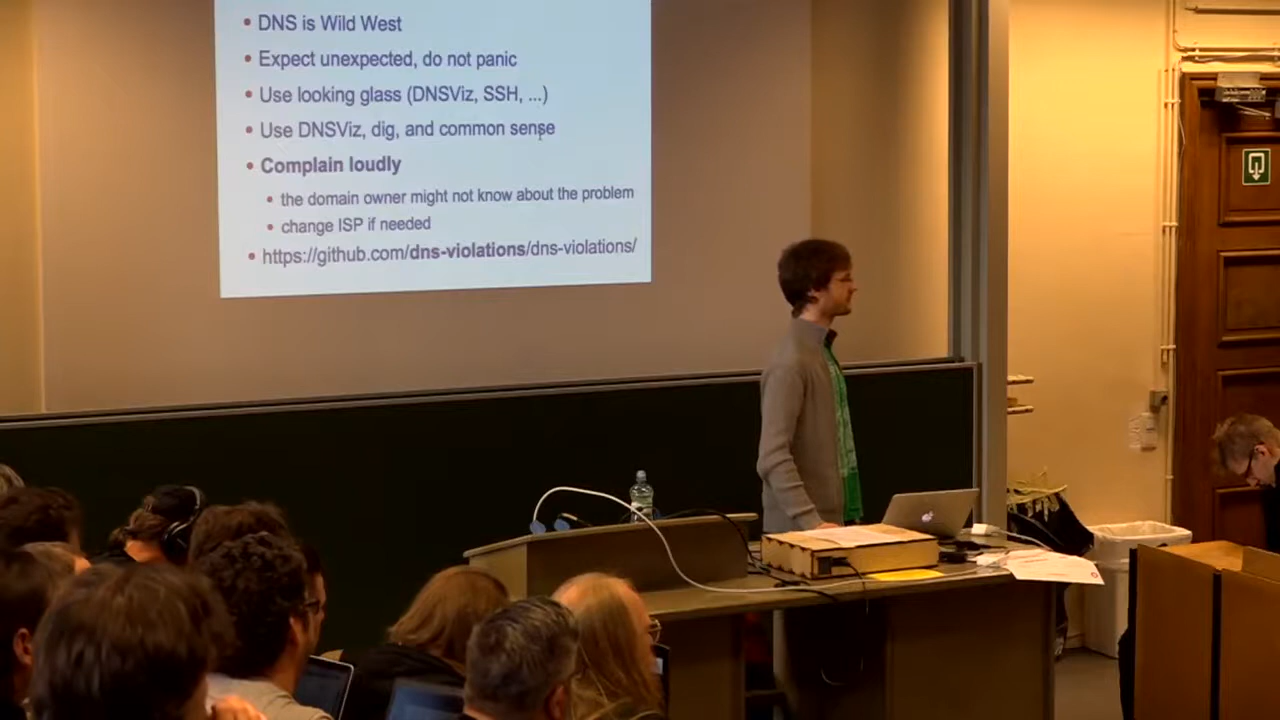 • DNS is Wild West
• Expect unexpected, do not panic
• Use looking glass (DNSViz, SSH, ...)
• Use DNSViz, dig, and common sense
• Complain loudly
• the domain owner might not know about the problem
• change ISP if needed
• https://github.com/dns-violations/dns-violations/